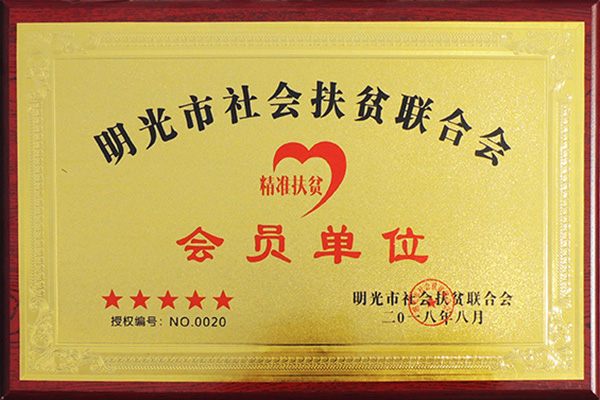 明光市社会扶贫联合会
精准扶贫
会员单位
授权编号：NO.0020
明光市社会扶贫联合会
二〇一八年八月